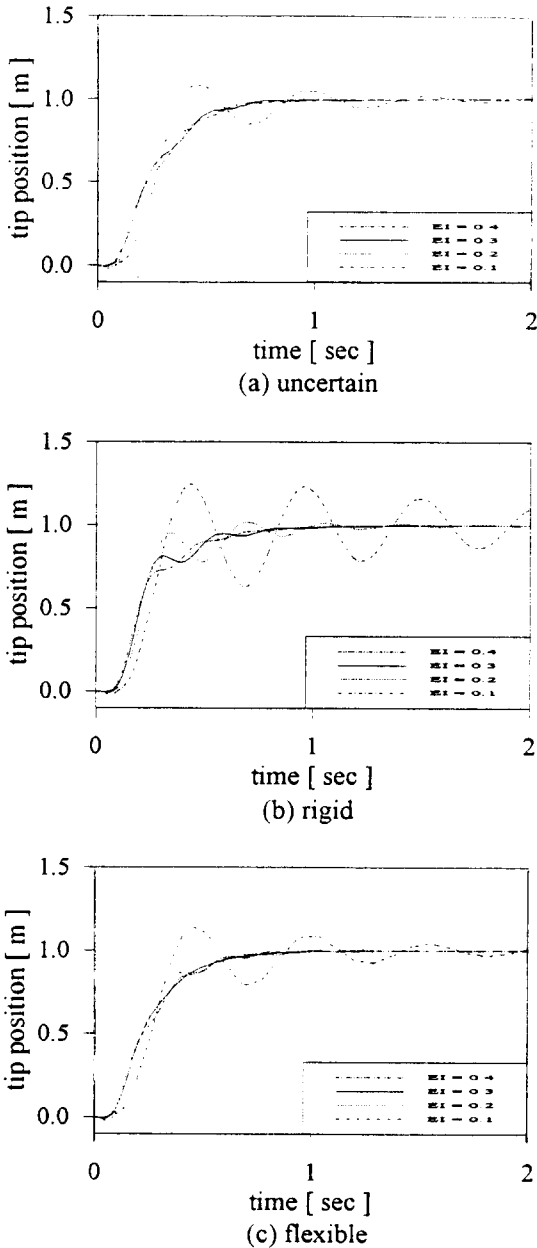 1.5
1.0
0.5
0.0
tip position [ m ]
EI = 0.4
EI = 0.3
EI = 0.2
EI = 0.1
0 1 2
time [ sec ]
(a) uncertain
1.5
1.0
0.5
0.0
tip position [ m ]
EI = 0.4
EI = 0.3
EI = 0.2
EI = 0.1
0 1 2
time [ sec ]
(b) rigid
1.5
1.0
0.5
0.0
tip position [ m ]
EI = 0.4
EI = 0.3
EI = 0.2
EI = 0.1
0 1 2
time [ sec ]
(c) flexible